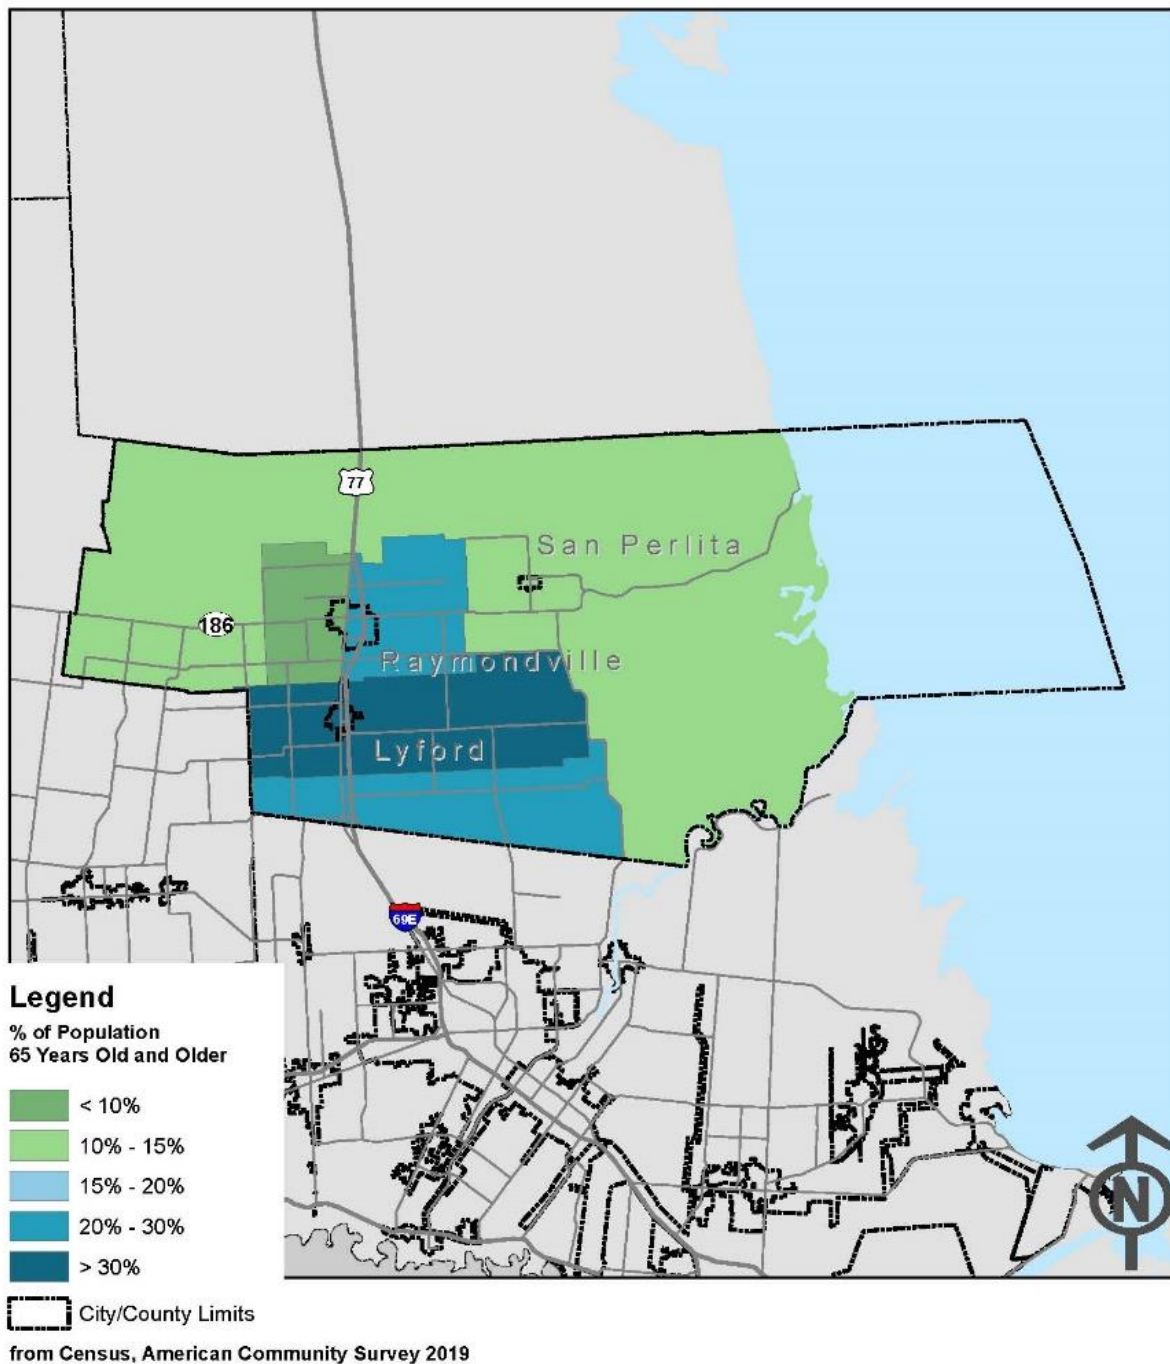 77
San Perlita
186
Raymondville
Lyford
69E
Legend
% of Population
65 Years Old and Older
< 10%
10% - 15%
15% - 20%
20% - 30%
> 30%
City/County Limits
N
from Census, American Community Survey 2019